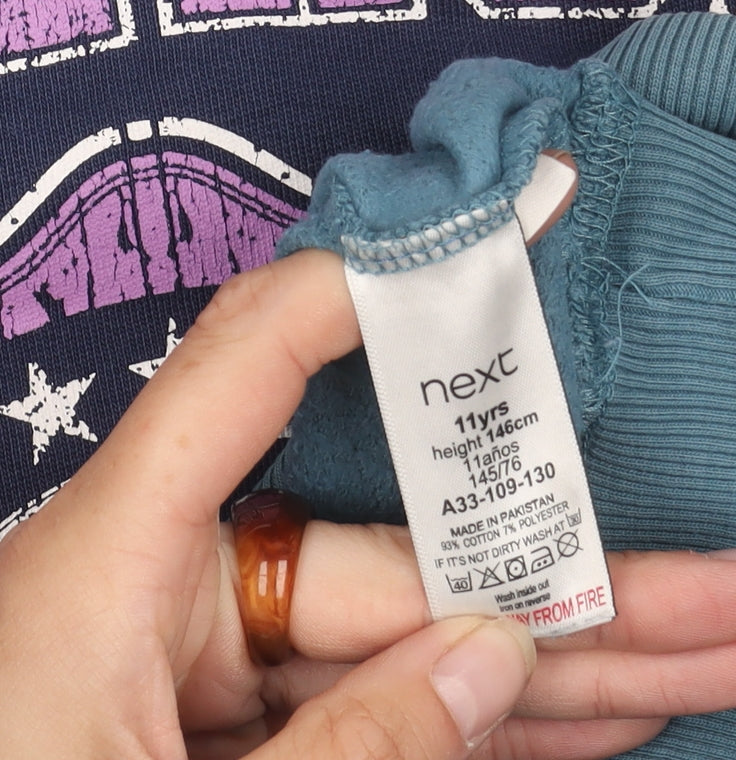 next
11yrs
height 146cm
11años
145/76
A33-109-130
MADE IN PAKISTAN
93% COTTON 7% POLYESTER
IF IT'S NOT DIRTY WASH AT
40
Wash inside out
Iron on reverse
FROM FIRE